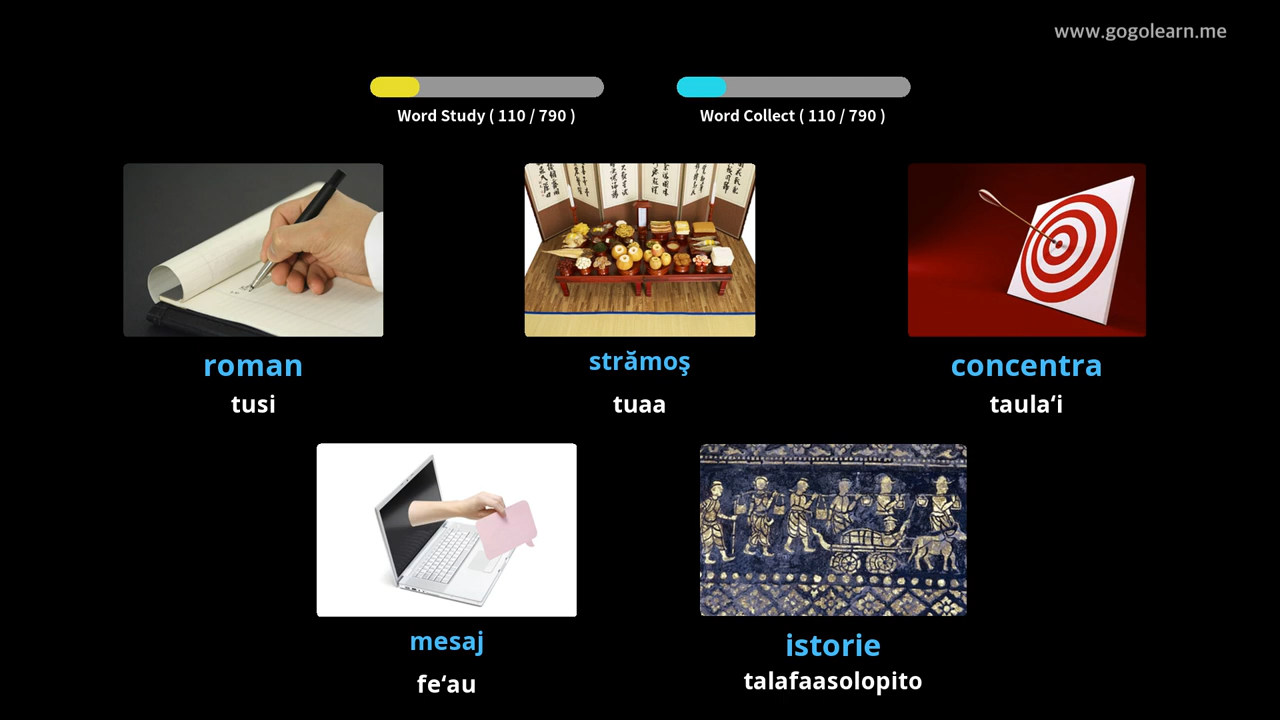 www.gogolearn.me
Word Study ( 110 / 790 )
Word Collect ( 110 / 790 )
roman
tusi
strămoş
tuaa
concentra
taulaʻi
mesaj
feʻau
istorie
talafaasolopito